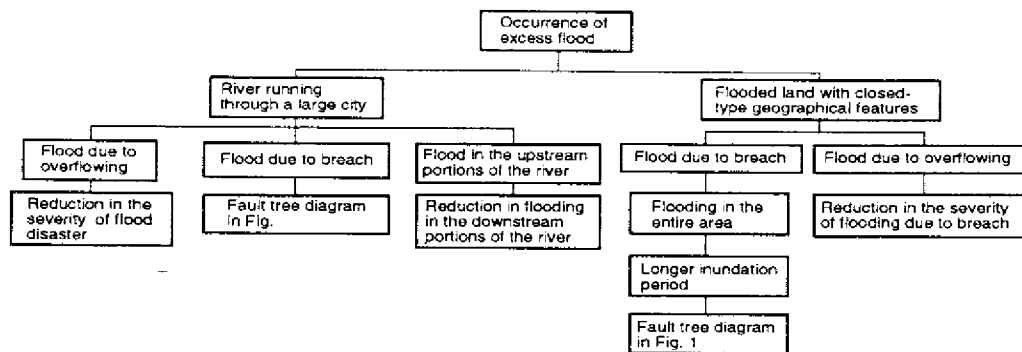 Occurrence of
excess flood
River running
through a large city
Flooded land with closed-
type geographical features
Flood due to
overflowing
Flood due to breach
Flood in the upstream
portions of the river
Flood due to breach
Flood due to overflowing
Reduction in the
severity of flood
disaster
Fault tree diagram
in Fig.
Reduction in flooding
in the downstream
portions of the river
Flooding in the
entire area
Reduction in the severity
of flooding due to breach
Longer inundation
period
Fault tree diagram
in Fig. 1